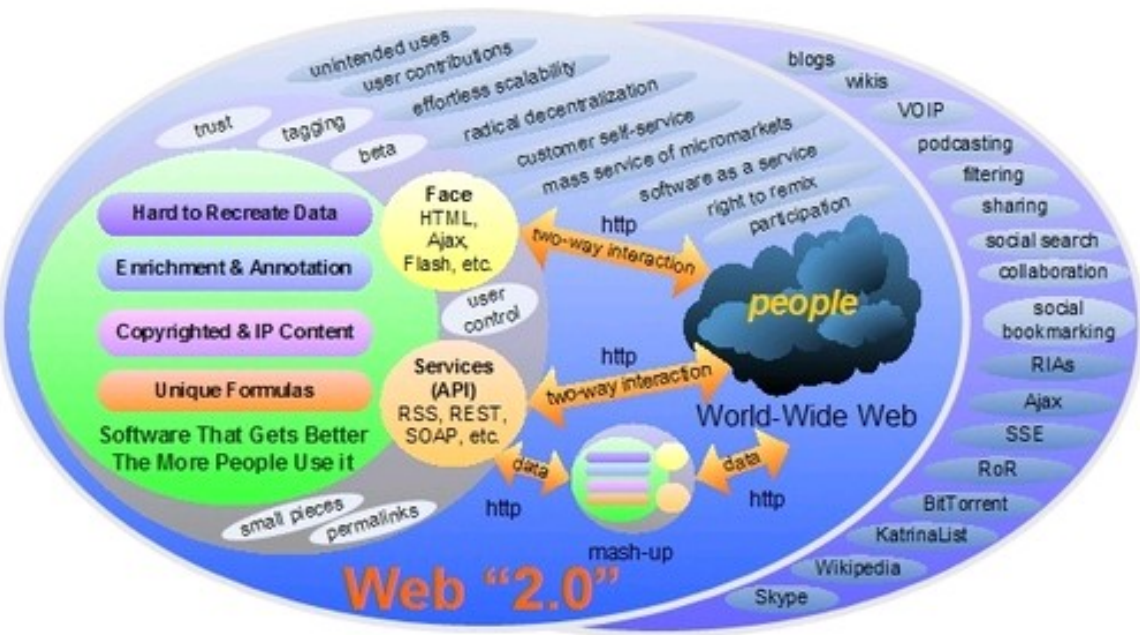 unintended uses
user contributions
effortless scalability
radical decentralization
customer self-service
mass service of micromarkets
software as a service
right to remix
participation
trust
tagging
beta
Hard to Recreate Data
Enrichment & Annotation
Copyrighted & IP Content
Unique Formulas
Software That Gets Better
The More People Use it
Face
HTML,
Ajax,
Flash, etc.
user
control
Services
(API)
RSS, REST,
SOAP, etc.
small pieces
permalinks
http
two-way interaction
http
two-way interaction
people
World-Wide Web
data
http
data
http
mash-up
Web “2.0”
blogs
wikis
VOIP
podcasting
filtering
sharing
social search
collaboration
social
bookmarking
RIAs
Ajax
SSE
RoR
BitTorrent
KatrinaList
Wikipedia
Skype